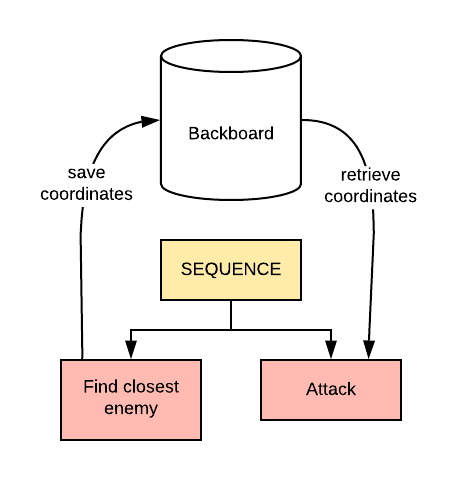 Backboard
save
coordinates
retrieve
coordinates
SEQUENCE
Find closest
enemy
Attack